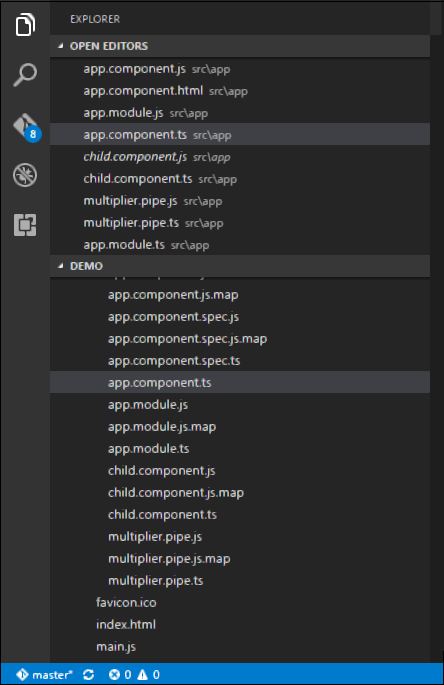 EXPLORER
OPEN EDITORS
app.component.js src\app
app.component.html src\app
app.module.js src\app
app.component.ts src\app
8
child.component.js src\app
child.component.ts src\app
multiplier.pipe.js src\app
multiplier.pipe.ts src\app
app.module.ts src\app
DEMO
app.component.js.map
app.component.spec.js
app.component.spec.js.map
app.component.spec.ts
app.component.ts
app.module.js
app.module.js.map
app.module.ts
child.component.js
child.component.js.map
child.component.ts
multiplier.pipe.js
multiplier.pipe.js.map
multiplier.pipe.ts
favicon.ico
index.html
main.js
master* 0 0